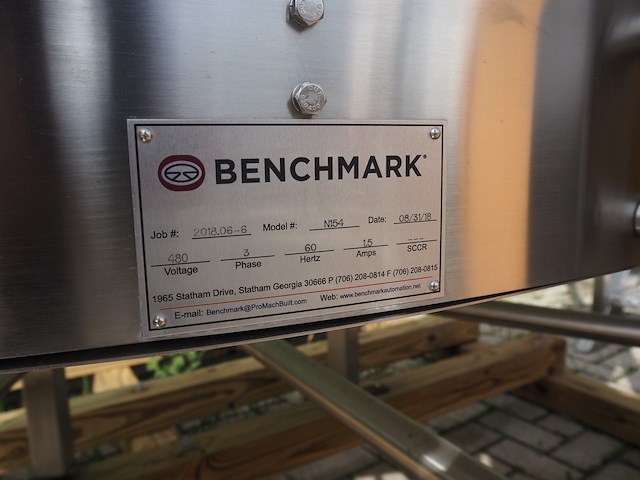 BENCHMARK®
Job #: 2018.06-6 Model #: N154 Date: 08/31/18
480 3 60 1.5 ---
Voltage Phase Hertz Amps SCCR
1965 Statham Drive, Statham Georgia 30666 P (706) 208-0814 F (706) 208-0815
E-mail: Benchmark@ProMachBuilt.com Web: www.benchmarkautomation.net